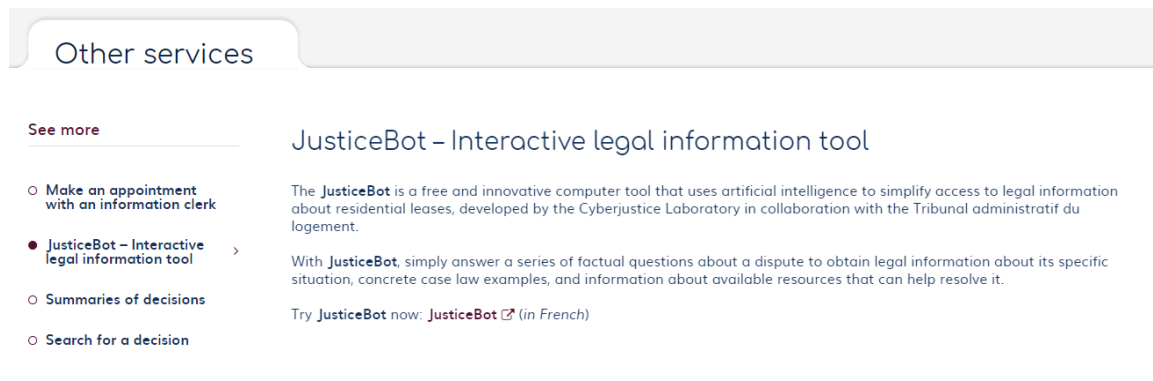 Other services
See more
Make an appointment
with an information clerk
JusticeBot – Interactive
legal information tool
Summaries of decisions
Search for a decision
JusticeBot – Interactive legal information tool
The JusticeBot is a free and innovative computer tool that uses artificial intelligence to simplify access to legal information
about residential leases, developed by the Cyberjustice Laboratory in collaboration with the Tribunal administratif du
logement.
With JusticeBot, simply answer a series of factual questions about a dispute to obtain legal information about its specific
situation, concrete case law examples, and information about available resources that can help resolve it.
Try JusticeBot now: JusticeBot (in French)